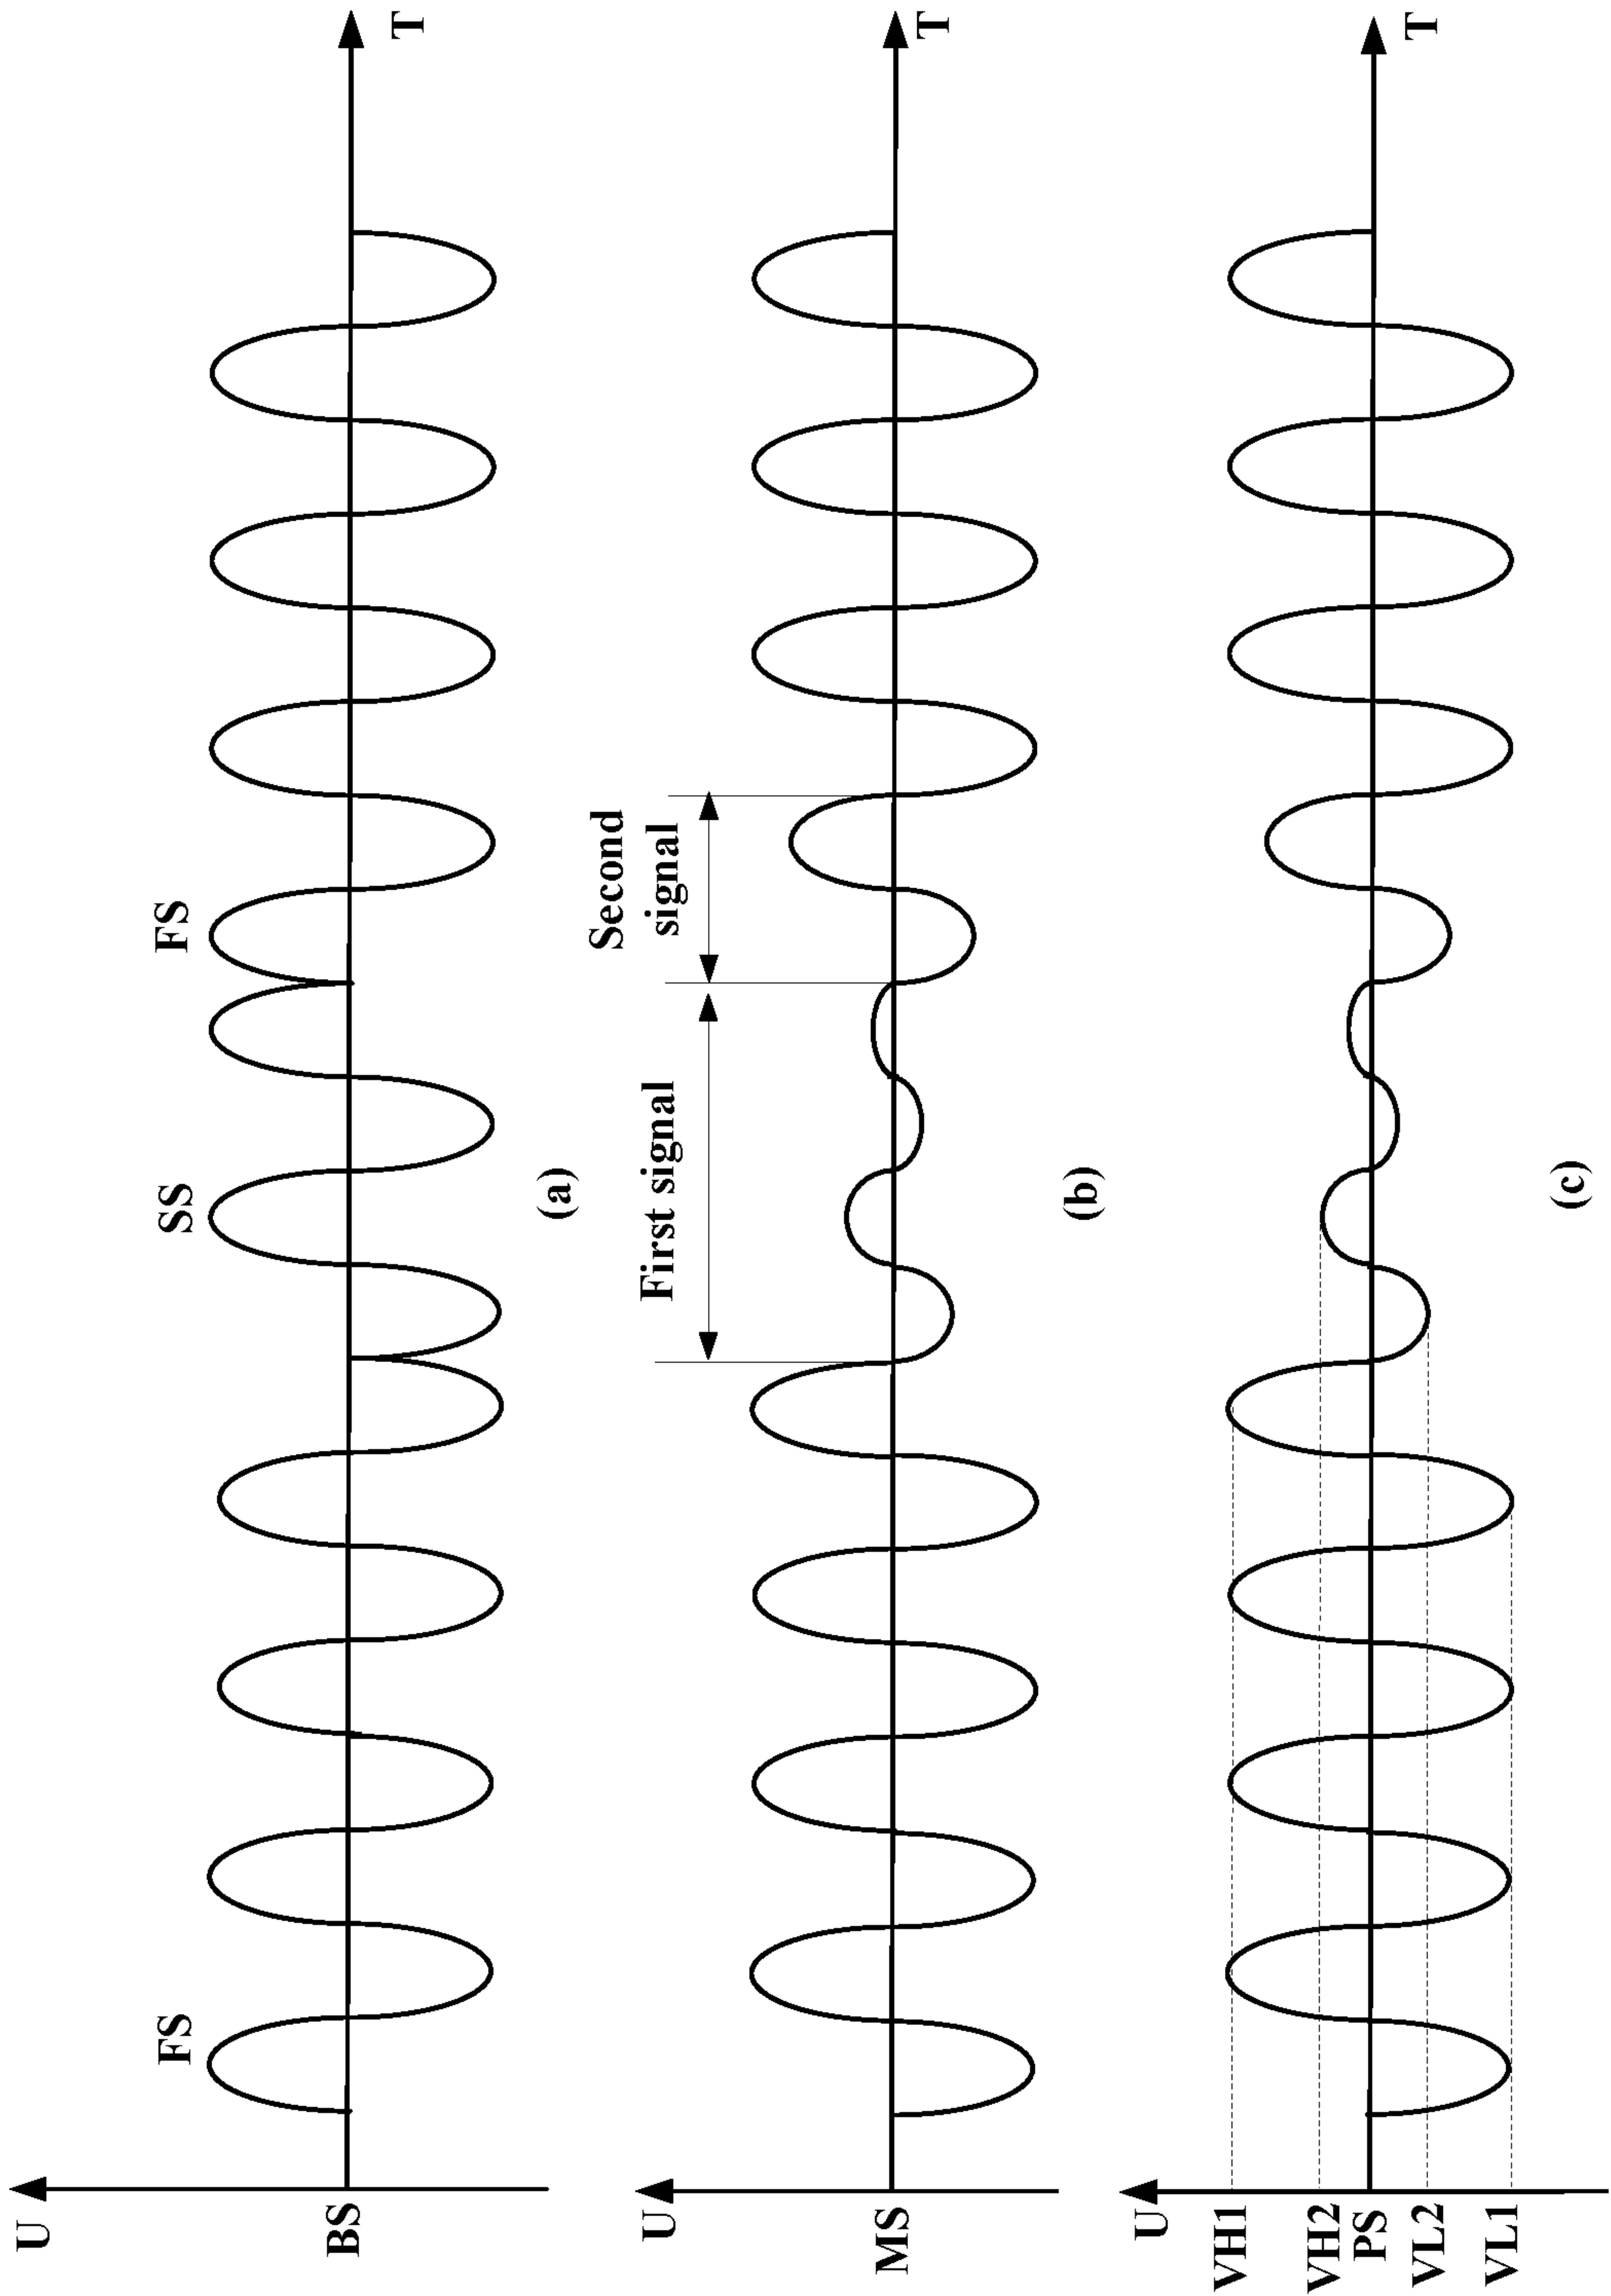 U
FS
SS
FS
BS
T
(a)
U
First signal
Second
signal
MS
T
(b)
U
VH1
VH2
PS
VL2
VL1
T
(c)